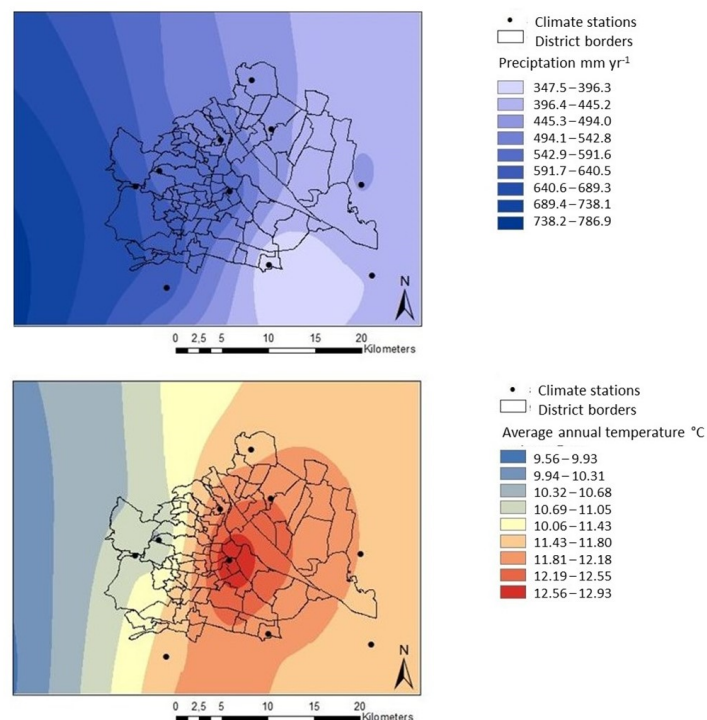 Climate stations
District borders
Preciptation mm yr-1
347.5–396.3
396.4–445.2
445.3–494.0
494.1–542.8
542.9–591.6
591.7–640.5
640.6–689.3
689.4–738.1
738.2–786.9
N
0 2,5 5 10 15 20
Kilometers
Climate stations
District borders
Average annual temperature °C
9.56–9.93
9.94–10.31
10.32–10.68
10.69–11.05
10.06–11.43
11.43–11.80
11.81–12.18
12.19–12.55
12.56–12.93
N
0 2,5 5 10 15 20
Kilometers